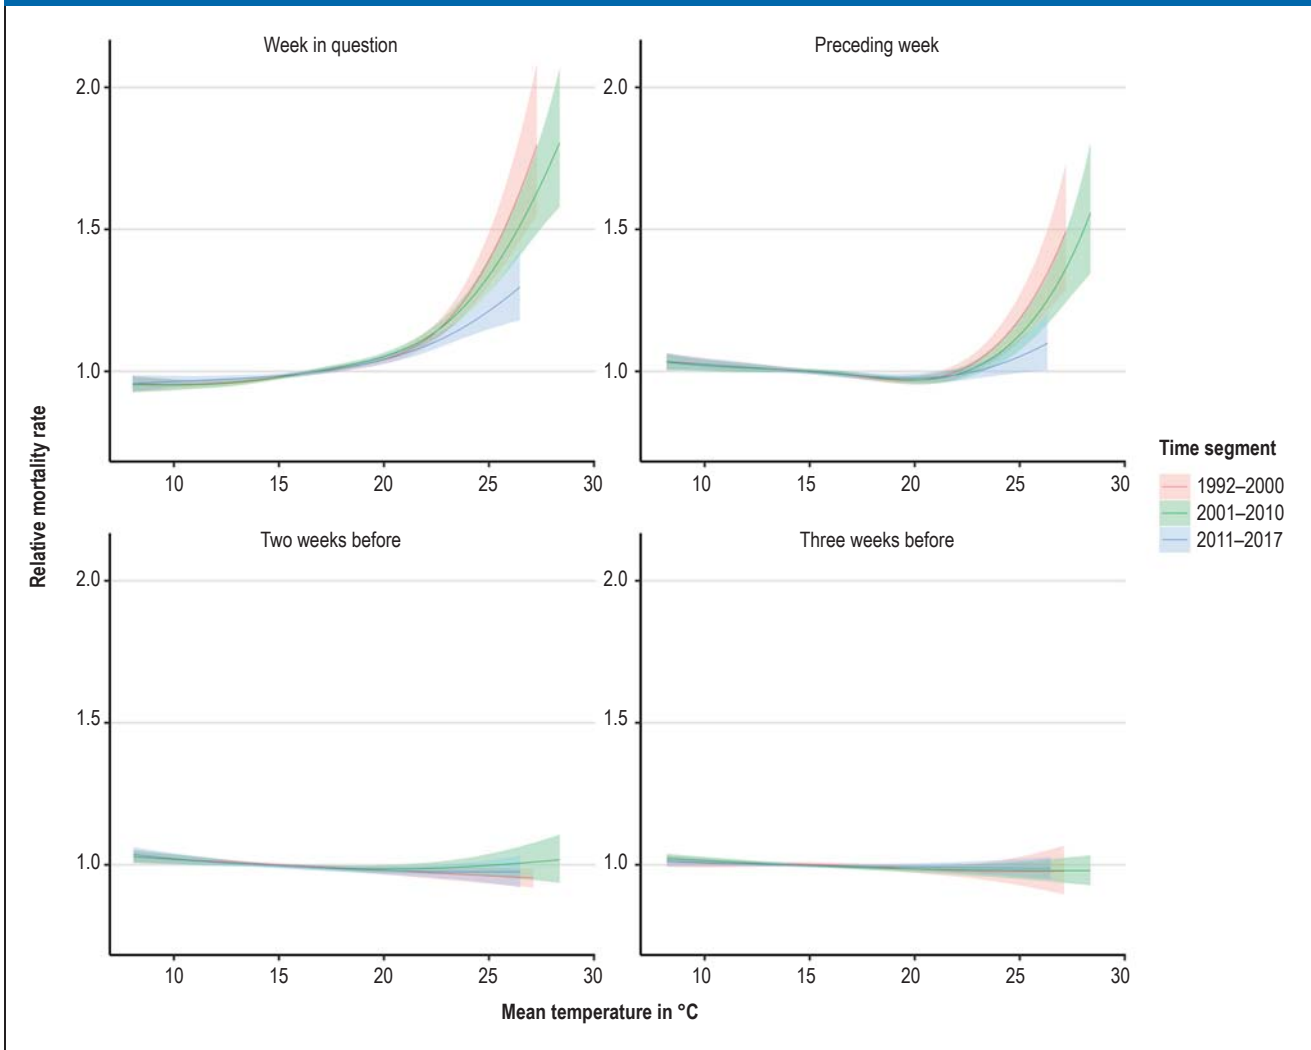 Week in question
Preceding week
2.0
1.5
1.0
10 15 20 25 30
2.0
1.5
1.0
10 15 20 25 30
Relative mortality rate
Two weeks before
Three weeks before
2.0
1.5
1.0
10 15 20 25 30
2.0
1.5
1.0
10 15 20 25 30
Mean temperature in °C
Time segment
1992–2000
2001–2010
2011–2017